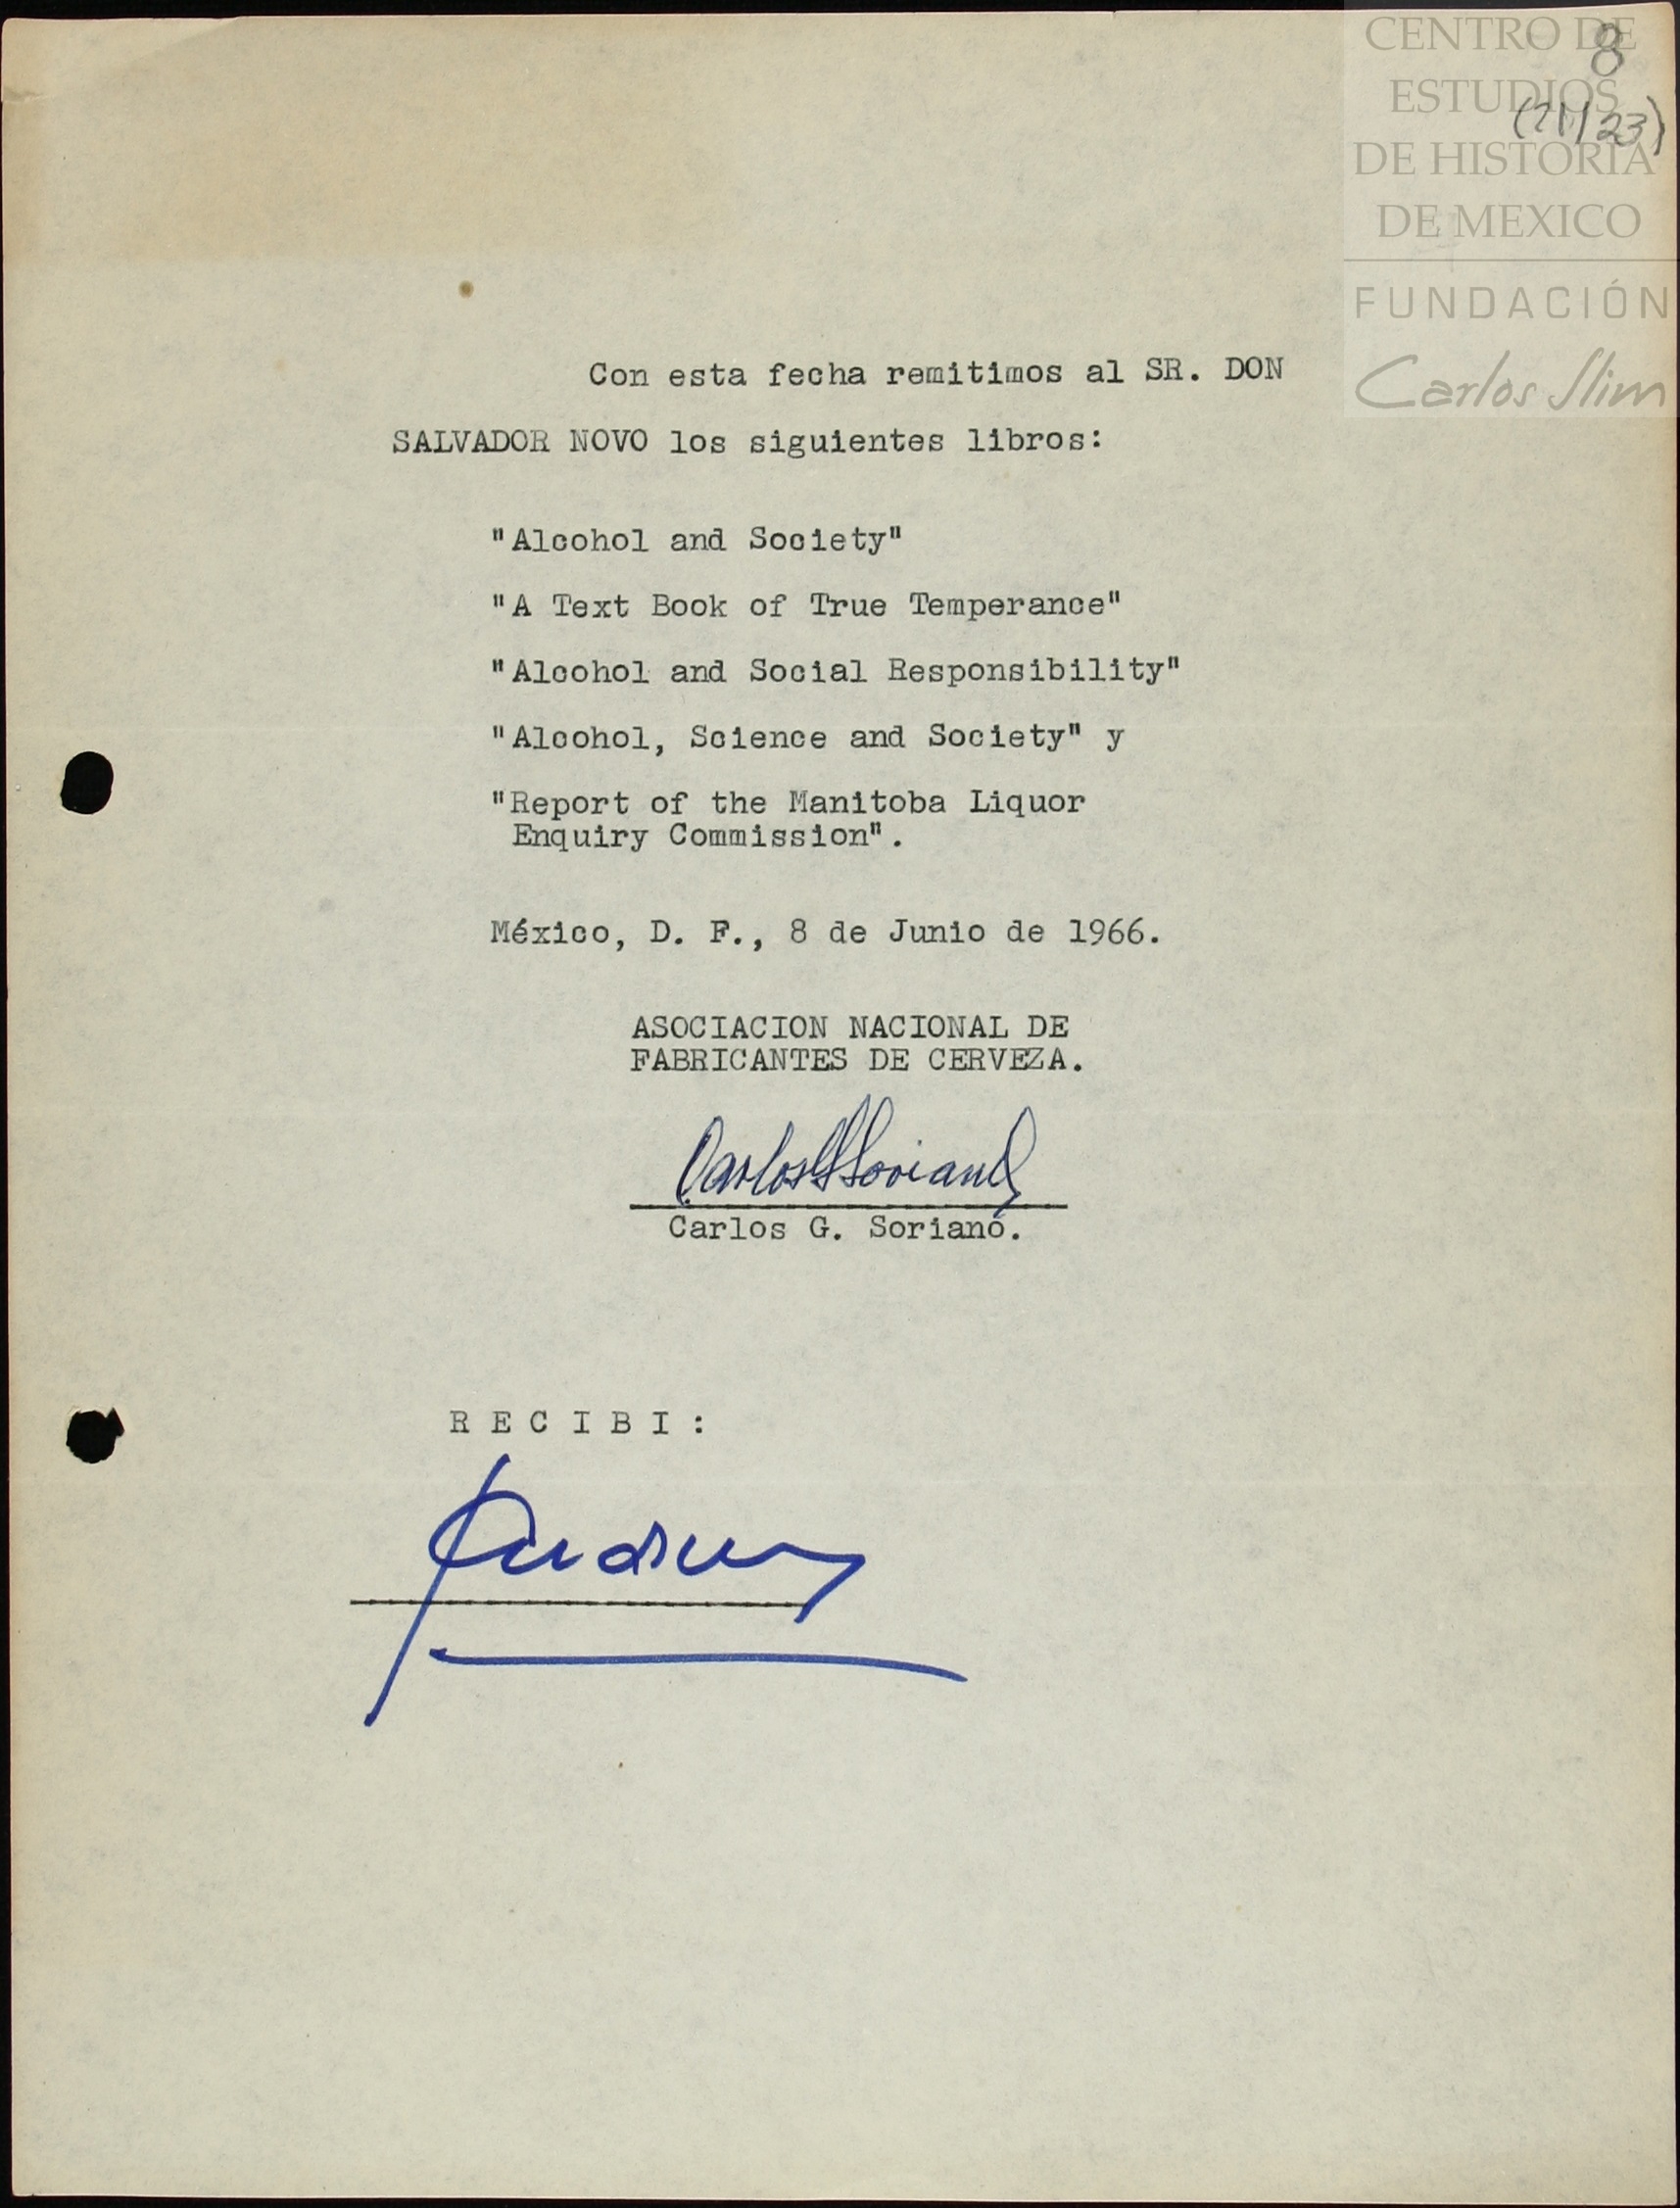 CENTRO DE
ESTUDIOS
DE HISTORIA
DE MEXICO
FUNDACIÓN
Carlos Slim
8
Con esta fecha remitimos al SR. DON
SALVADOR NOVO los siguientes libros:
"Alcohol and Society"
"A Text Book of True Temperance"
"Alcohol and Social Responsibility"
"Alcohol, Science and Society" y
"Report of the Manitoba Liquor
Enquiry Commission".
México, D. F., 8 de Junio de 1966.
ASOCIACION NACIONAL DE
FABRICANTES DE CERVEZA.
Carlos G. Soriano
Carlos G. Soriano.
R E C I B I :